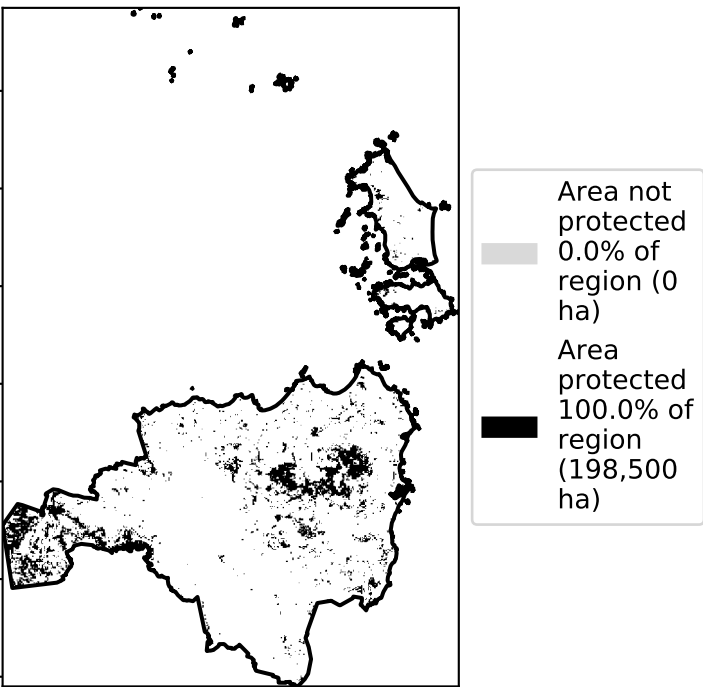 Area not
protected
0.0% of
region (0
ha)
Area
protected
100.0% of
region
(198,500
ha)